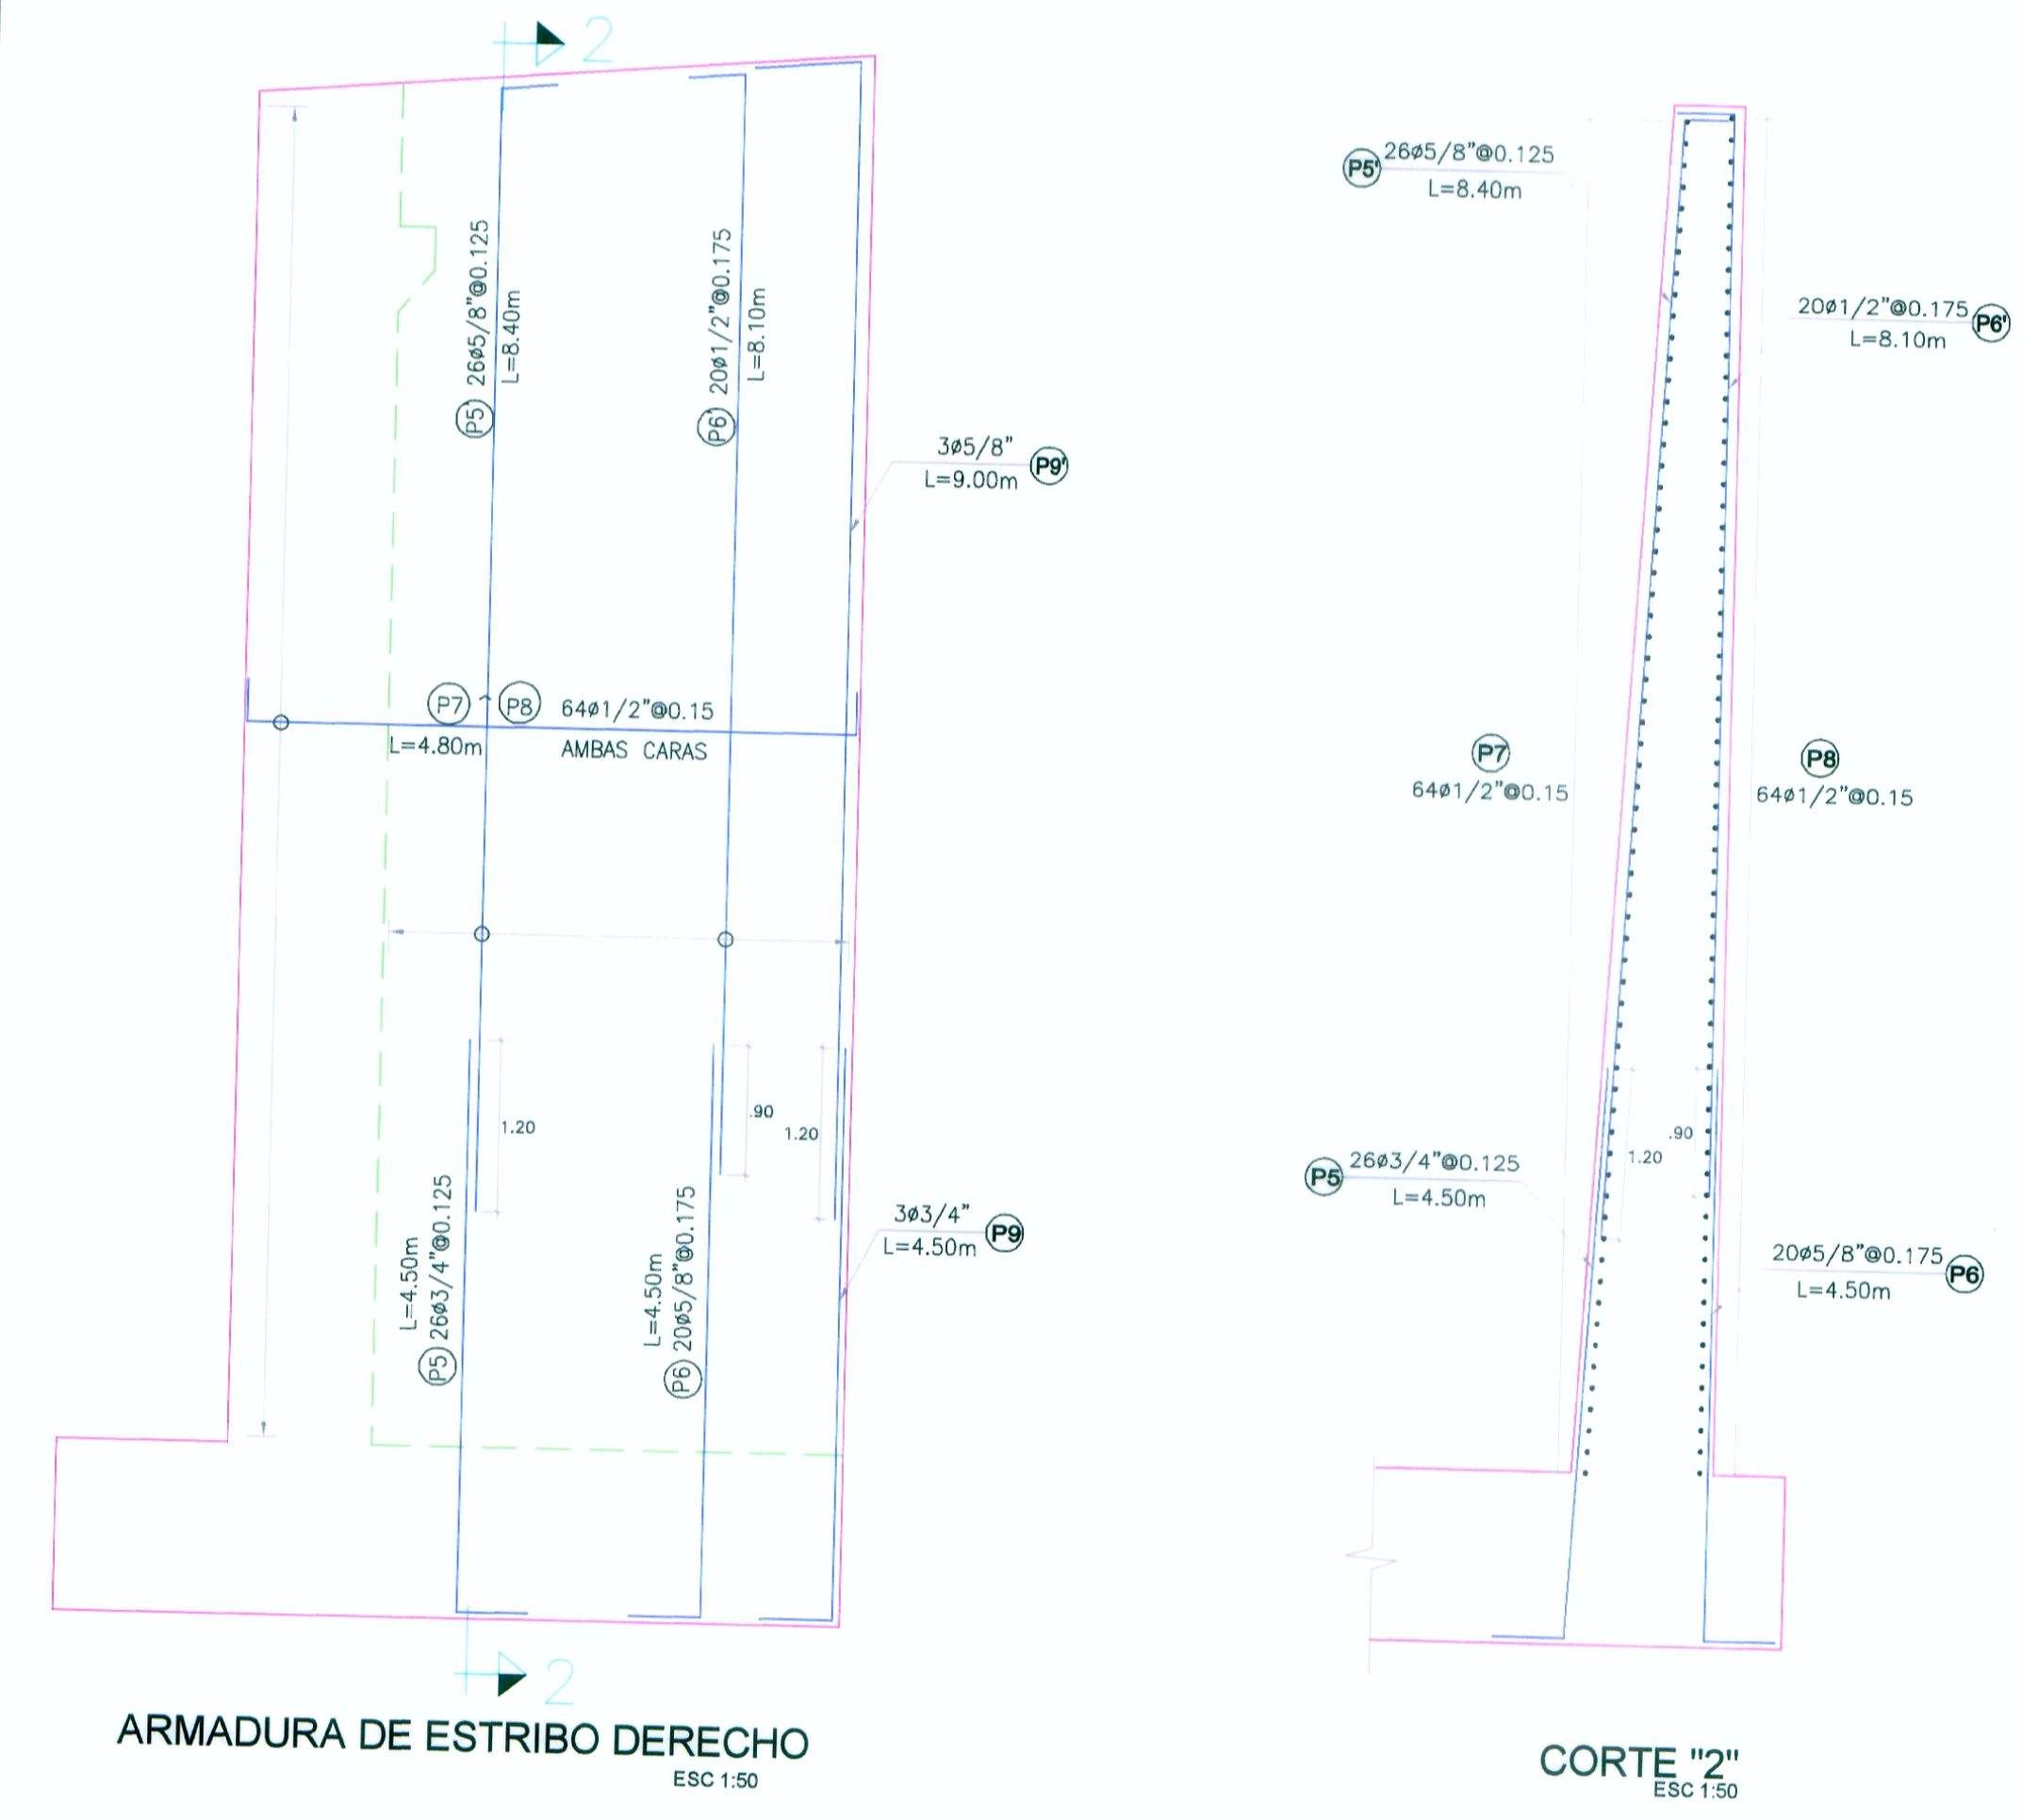 2
P5' 26ø5/8"@0.125
L=8.40m
P6' 20ø1/2"@0.175
L=8.10m
3ø5/8" P9'
L=9.00m
P7 ^ P8 64ø1/2"@0.15
L=4.80m AMBAS CARAS
1.20
.90
1.20
L=4.50m
P5 26ø3/4"@0.125
L=4.50m
P6 20ø5/8"@0.175
3ø3/4" P9
L=4.50m
2
ARMADURA DE ESTRIBO DERECHO
ESC 1:50
P5' 26ø5/8"@0.125
L=8.40m
20ø1/2"@0.175 P6'
L=8.10m
P7
64ø1/2"@0.15
P8
64ø1/2"@0.15
.90
1.20
P5 26ø3/4"@0.125
L=4.50m
20ø5/8"@0.175 P6
L=4.50m
CORTE "2"
ESC 1:50